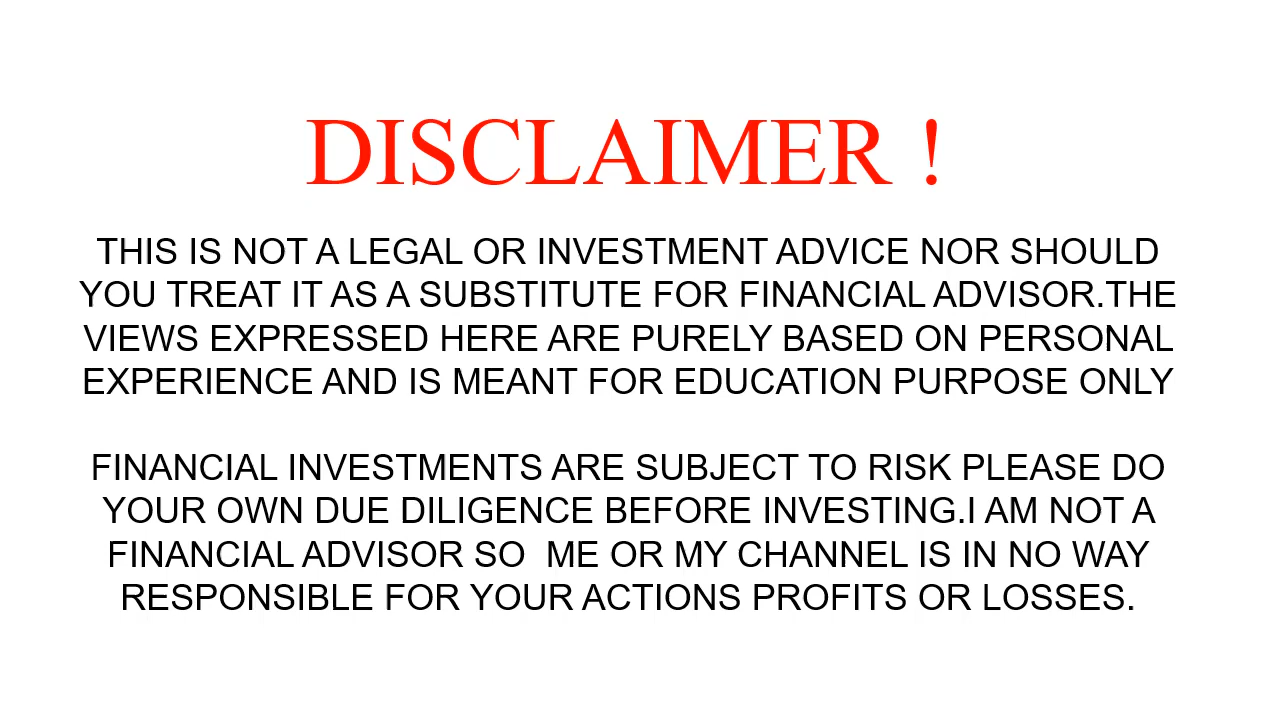 DISCLAIMER !
THIS IS NOT A LEGAL OR INVESTMENT ADVICE NOR SHOULD
YOU TREAT IT AS A SUBSTITUTE FOR FINANCIAL ADVISOR.THE
VIEWS EXPRESSED HERE ARE PURELY BASED ON PERSONAL
EXPERIENCE AND IS MEANT FOR EDUCATION PURPOSE ONLY
FINANCIAL INVESTMENTS ARE SUBJECT TO RISK PLEASE DO
YOUR OWN DUE DILIGENCE BEFORE INVESTING.I AM NOT A
FINANCIAL ADVISOR SO  ME OR MY CHANNEL IS IN NO WAY
RESPONSIBLE FOR YOUR ACTIONS PROFITS OR LOSSES.